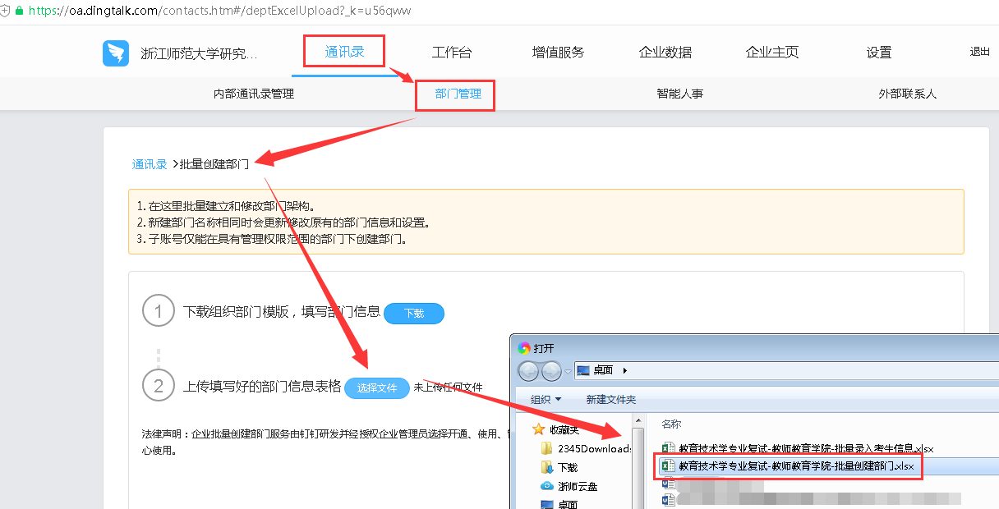 https://oa.dingtalk.com/contacts.htm#/deptExcelUpload?_k=u56qww
浙江师范大学研究... 通讯录 工作台 增值服务 企业数据 企业主页 设置 退出
内部通讯录管理 部门管理 智能人事 外部联系人
通讯录 >批量创建部门
1. 在这里批量建立和修改部门架构。
2. 新建部门名称相同时会更新修改原有的部门信息和设置。
3. 子账号仅能在具有管理权限范围的部门下创建部门。
1 下载组织部门模版，填写部门信息 下载
2 上传填写好的部门信息表格 选择文件 未上传任何文件
法律声明：企业批量创建部门服务由钉钉研发并经授权企业管理员选择开通、使用、
心使用。
打开
桌面
组织 新建文件夹
收藏夹
2345Downloads
下载
浙师云盘
桌面
名称
教育技术学专业复试-教师教育学院-批量录入考生信息.xlsx
教育技术学专业复试-教师教育学院-批量创建部门.xlsx